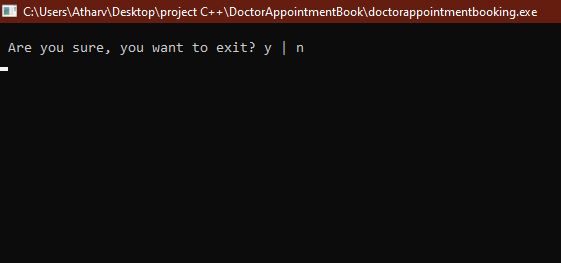 C:\Users\Atharv\Desktop\project C++\DoctorAppointmentBook\doctorappointmentbooking.exe
Are you sure, you want to exit? y | n